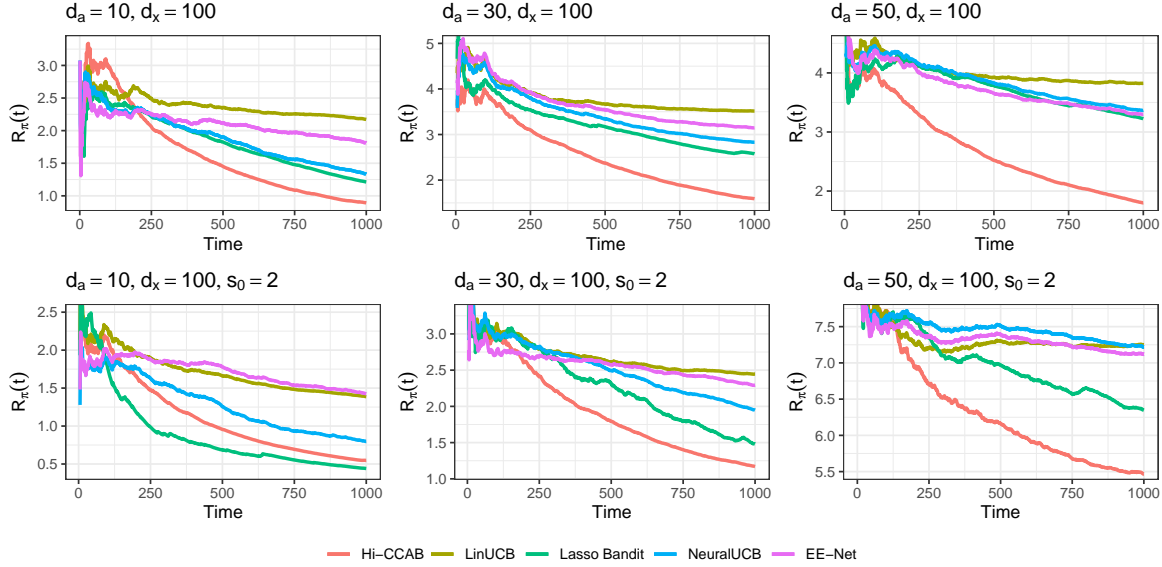 d_a = 10, d_x = 100
d_a = 30, d_x = 100
d_a = 50, d_x = 100
R_π(t)
3.0
2.5
2.0
1.5
1.0
0 250 500 750 1000
Time
R_π(t)
5
4
3
2
0 250 500 750 1000
Time
R_π(t)
4
3
2
0 250 500 750 1000
Time
d_a = 10, d_x = 100, s_0 = 2
d_a = 30, d_x = 100, s_0 = 2
d_a = 50, d_x = 100, s_0 = 2
R_π(t)
2.5
2.0
1.5
1.0
0.5
0 250 500 750 1000
Time
R_π(t)
3.0
2.5
2.0
1.5
1.0
0 250 500 750 1000
Time
R_π(t)
7.5
7.0
6.5
6.0
5.5
0 250 500 750 1000
Time
Hi−CCAB LinUCB Lasso Bandit NeuralUCB EE−Net